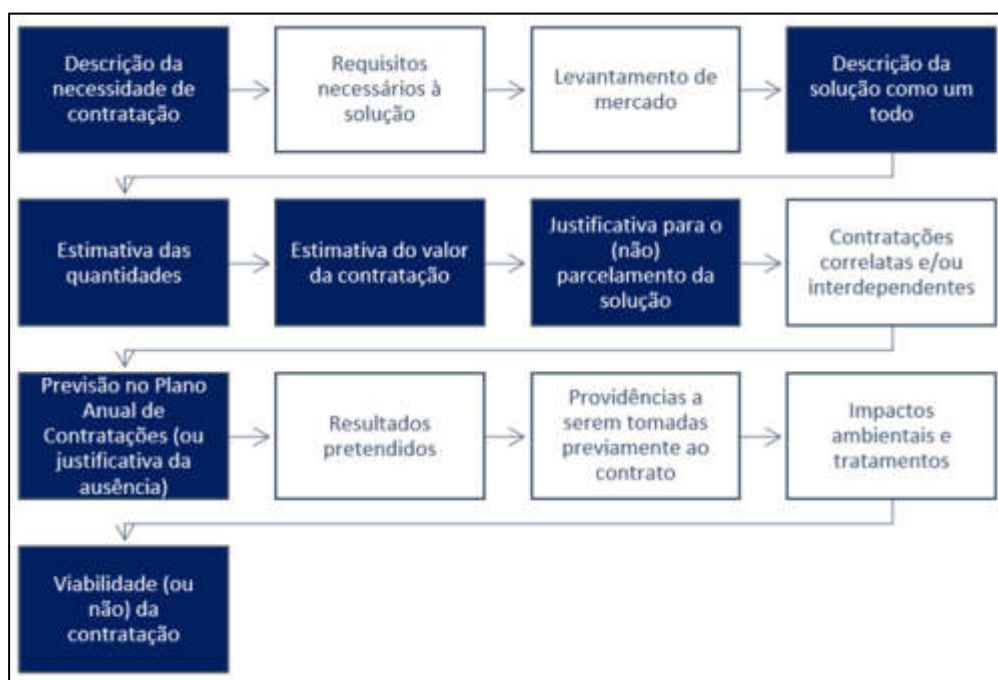 Descrição da
necessidade de
contratação
Requisitos
necessários à
solução
Levantamento de
mercado
Descrição da
solução como um
todo
Estimativa das
quantidades
Estimativa do valor
da contratação
Justificativa para o
(não)
parcelamento da
solução
Contratações
correlatas e/ou
interdependentes
Previsão no Plano
Anual de
Contratações (ou
justificativa da
ausência)
Resultados
pretendidos
Providências a
serem tomadas
previamente ao
contrato
Impactos
ambientais e
tratamentos
Viabilidade (ou
não) da
contratação